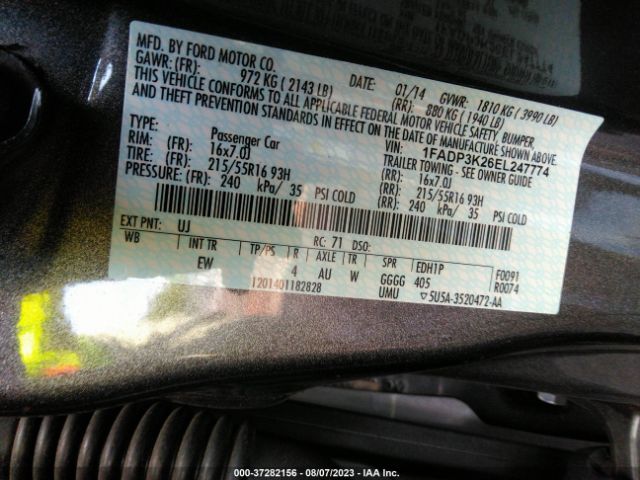 MFD. BY FORD MOTOR CO.
DATE: 01/14 GVWR: 1810 KG ( 3990 LB)
GAWR: (FR): 972 KG ( 2143 LB) (RR): 880 KG ( 1940 LB)
THIS VEHICLE CONFORMS TO ALL APPLICABLE FEDERAL MOTOR VEHICLE SAFETY, BUMPER,
AND THEFT PREVENTION STANDARDS IN EFFECT ON THE DATE OF MANUFACTURE SHOWN ABOVE.
VIN: 1FADP3K26EL247774
TYPE: Passenger Car TRAILER TOWING - SEE OWNER GUIDE
RIM: (FR): 16x7.0J (RR): 16x7.0J
TIRE: (FR): 215/55R16 93H (RR): 215/55R16 93H
PRESSURE: (FR): 240 kPa/ 35 PSI COLD (RR): 240 kPa/ 35 PSI COLD
EXT PNT: UJ RC: 71 DSO:
WB INT TR TP/PS R AXLE TR SPR EDH1P F0091
EW 4 AU W GGGG 405 R0074
1201401182828 UMU ▽5U5A-3520472-AA
000-37282156 - 08/07/2023 - IAA Inc.